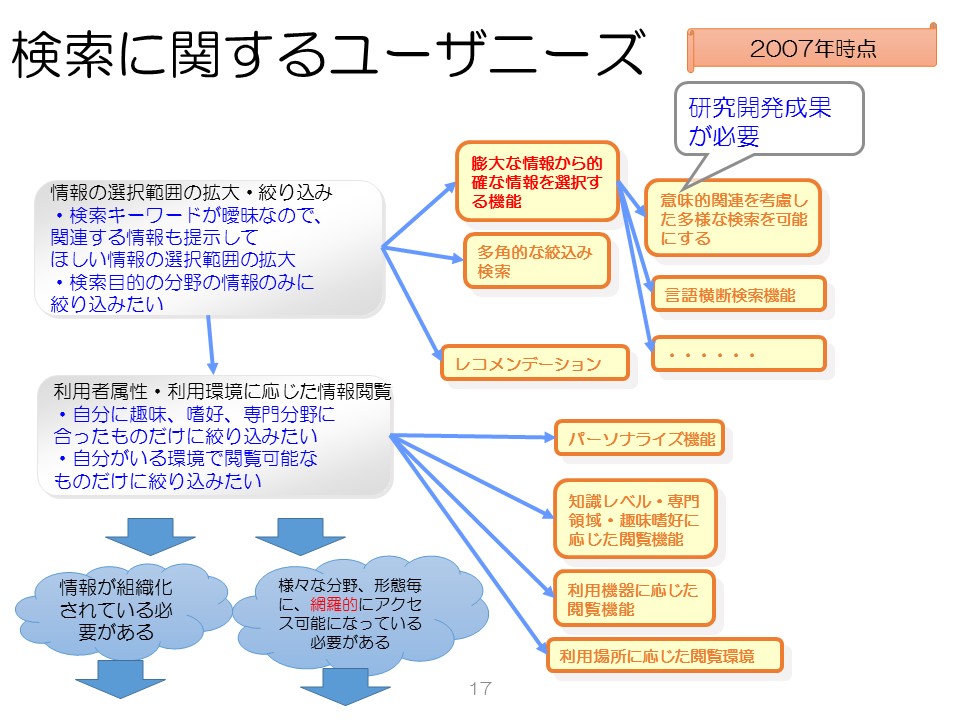 検索に関するユーザニーズ
2007年時点
研究開発成果
が必要
情報の選択範囲の拡大・絞り込み
・検索キーワードが曖昧なので、
関連する情報も提示して
ほしい情報の選択範囲の拡大
・検索目的の分野の情報のみに
絞り込みたい
膨大な情報から的
確な情報を選択す
る機能
多角的な絞込み
検索
レコメンデーション
意味的関連を考慮し
た多様な検索を可能
にする
言語横断検索機能
・・・・・・
利用者属性・利用環境に応じた情報閲覧
・自分に趣味、嗜好、専門分野に
合ったものだけに絞り込みたい
・自分がいる環境で閲覧可能な
ものだけに絞り込みたい
パーソナライズ機能
知識レベル・専門
領域・趣味嗜好に
応じた閲覧機能
利用機器に応じた
閲覧機能
利用場所に応じた閲覧環境
情報が組織化
されている必
要がある
様々な分野、形態毎
に、網羅的にアクセ
ス可能になっている
必要がある
17